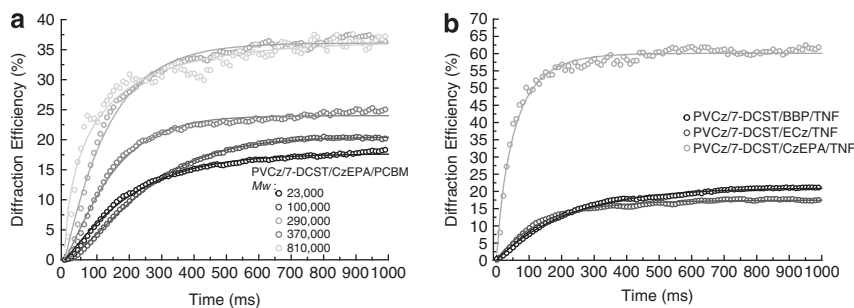 a
Diffraction Efficiency (%)
40
35
30
25
20
15
10
5
0
0 100 200 300 400 500 600 700 800 900 1000
Time (ms)
PVCz/7-DCST/CzEPA/PCBM
Mw :
23,000
100,000
290,000
370,000
810,000
b
Diffraction Efficiency (%)
70
65
60
55
50
45
40
35
30
25
20
15
10
5
0
0 100 200 300 400 500 600 700 800 900 1000
Time (ms)
PVCz/7-DCST/BBP/TNF
PVCz/7-DCST/ECz/TNF
PVCz/7-DCST/CzEPA/TNF